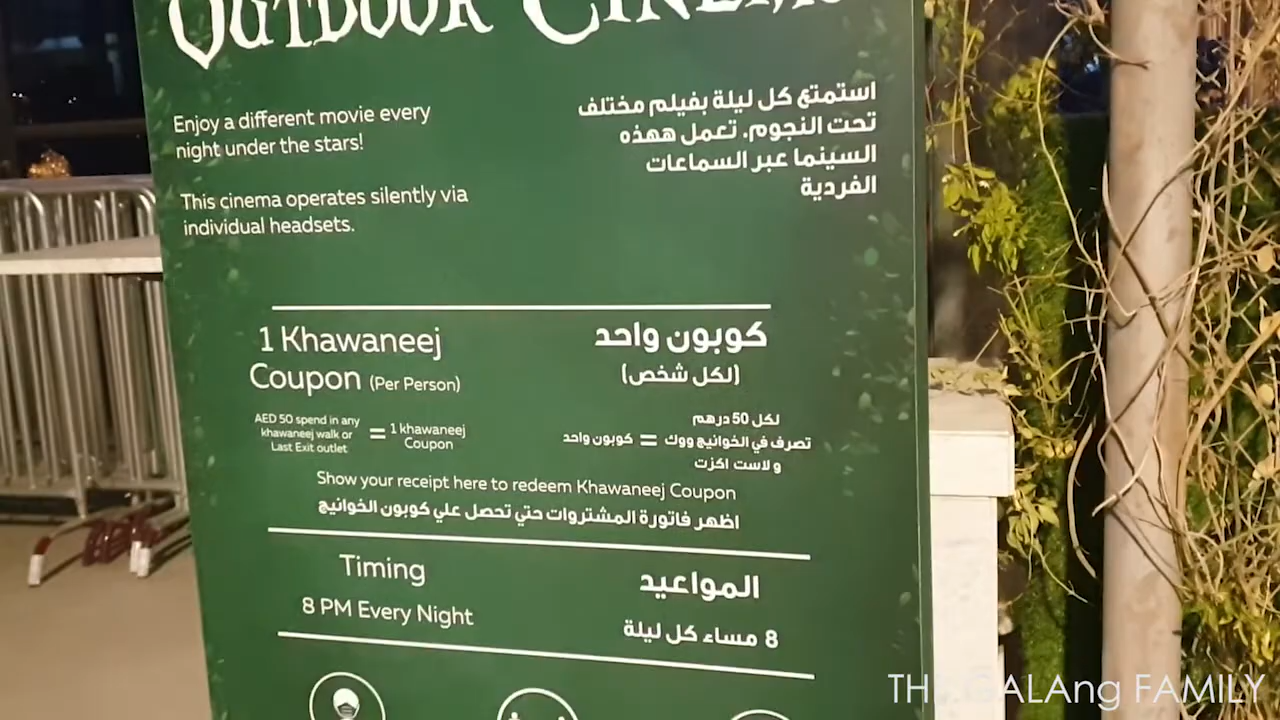 OUTDOOR CINEMA
Enjoy a different movie every
night under the stars!
This cinema operates silently via
individual headsets.
استمتع كل ليلة بفيلم مختلف
تحت النجوم. تعمل ههذه
السينما عبر السماعات
الفردية
1 Khawaneej
Coupon (Per Person)
AED 50 spend in any
khawaneej walk or
Last Exit outlet
=
1 khawaneej
Coupon
كوبون واحد
(لكل شخص)
لكل 50 درهم
تصرف في الخوانيج ووك = كوبون واحد
و لاست اكزت
Show your receipt here to redeem Khawaneej Coupon
اظهر فاتورة المشتروات حتي تحصل علي كوبون الخوانيج
Timing
8 PM Every Night
المواعيد
8 مساء كل ليلة
THE GALAng FAMILY